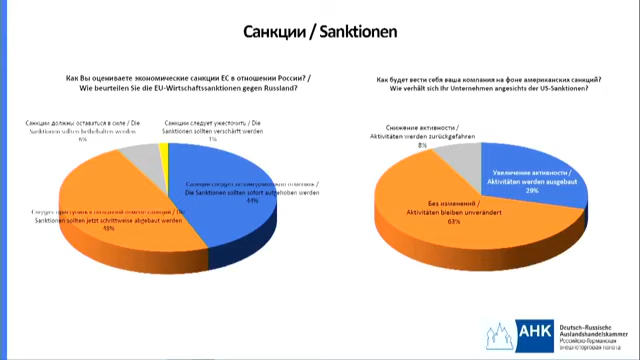 Санкции / Sanktionen
Как Вы оцениваете экономические санкции ЕС в отношении России? /
Wie beurteilen Sie die EU-Wirtschaftssanktionen gegen Russland?
Санкции должны оставаться в силе / Die
Sanktionen sollten beibehalten werden
6%
Санкции следует ужесточить / Die
Sanktionen sollten verschärft werden
1%
Die Sanktionen sollten sofort aufgehoben werden
44%
Sanktionen sollten jetzt schrittweise abgebaut werden
48%
Как будет вести себя ваша компания на фоне американских санкций?
Wie verhält sich Ihr Unternehmen angesichts der US-Sanktionen?
Снижение активности /
Aktivitäten werden zurückgefahren
8%
Увеличение активности /
Aktivitäten werden ausgebaut
29%
Без изменений /
Aktivitäten bleiben unverändert
63%
AHK
Deutsch-Russische
Auslandshandelskammer
Российско-Германская
внешнеторговая палата